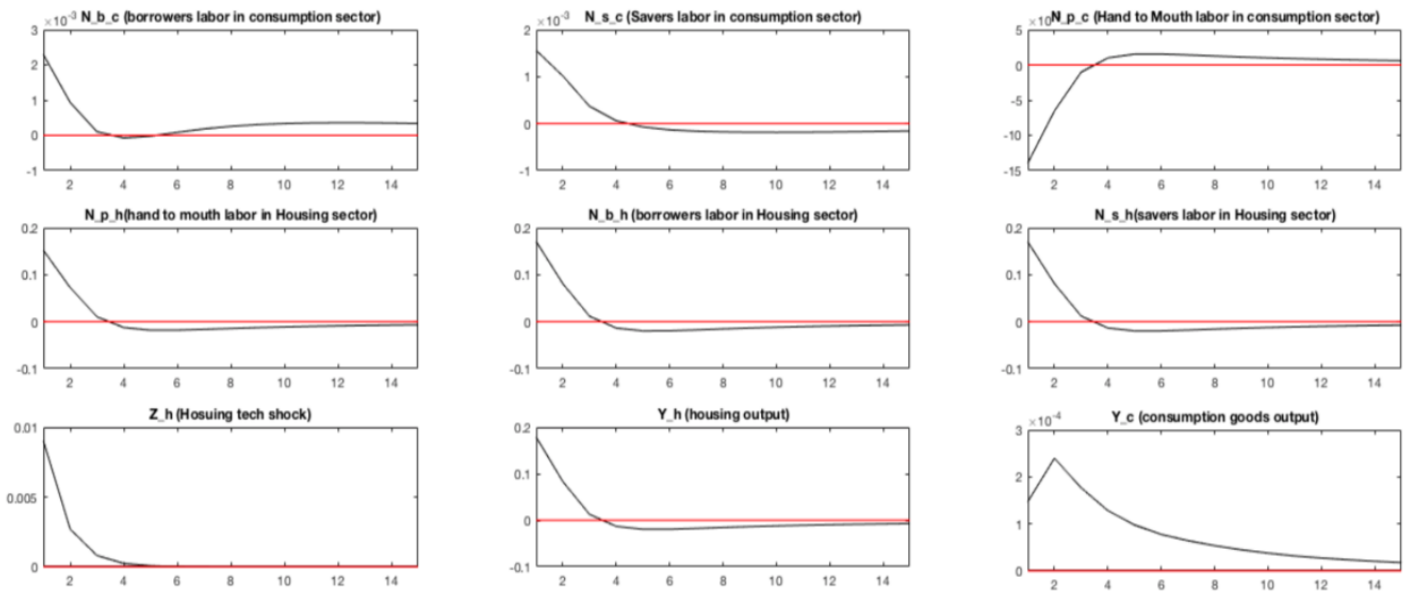 ×10⁻³ N_b_c (borrowers labor in consumption sector)
3
2
1
0
-1
2 4 6 8 10 12 14
×10⁻³ N_s_c (Savers labor in consumption sector)
2
1
0
-1
2 4 6 8 10 12 14
×10 N_p_c (Hand to Mouth labor in consumption sector)
5
0
-5
-10
-15
2 4 6 8 10 12 14
N_p_h(hand to mouth labor in Housing sector)
0.2
0.1
0
-0.1
2 4 6 8 10 12 14
N_b_h (borrowers labor in Housing sector)
0.2
0.1
0
-0.1
2 4 6 8 10 12 14
N_s_h(savers labor in Housing sector)
0.2
0.1
0
-0.1
2 4 6 8 10 12 14
Z_h (Hosuing tech shock)
0.01
0.005
0
2 4 6 8 10 12 14
Y_h (housing output)
0.2
0.1
0
-0.1
2 4 6 8 10 12 14
×10⁻⁴ Y_c (consumption goods output)
3
2
1
0
2 4 6 8 10 12 14